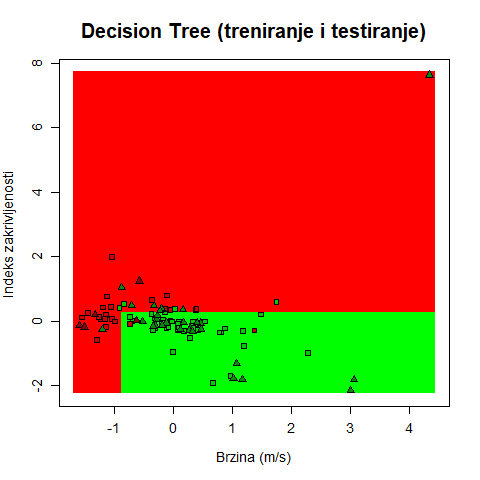 Decision Tree (treniranje i testiranje)
Indeks zakrivljenosti
8
6
4
2
0
-2
-1 0 1 2 3 4
Brzina (m/s)